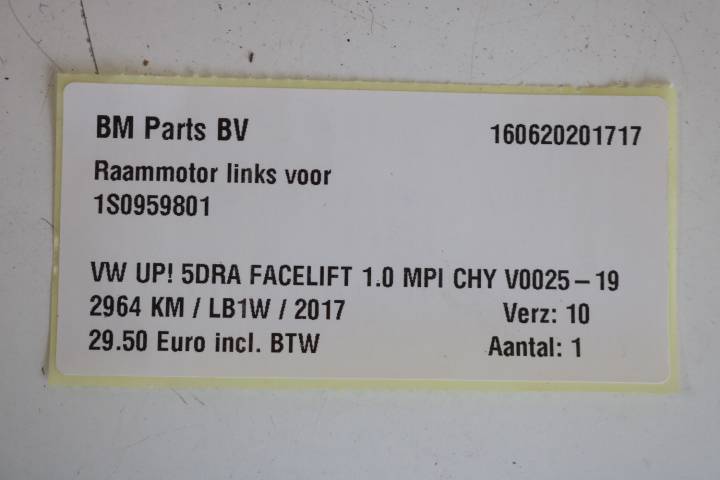 BM Parts BV 160620201717
Raammotor links voor
1S0959801
VW UP! 5DRA FACELIFT 1.0 MPI CHY V0025-19
2964 KM / LB1W / 2017 Verz: 10
29.50 Euro incl. BTW Aantal: 1